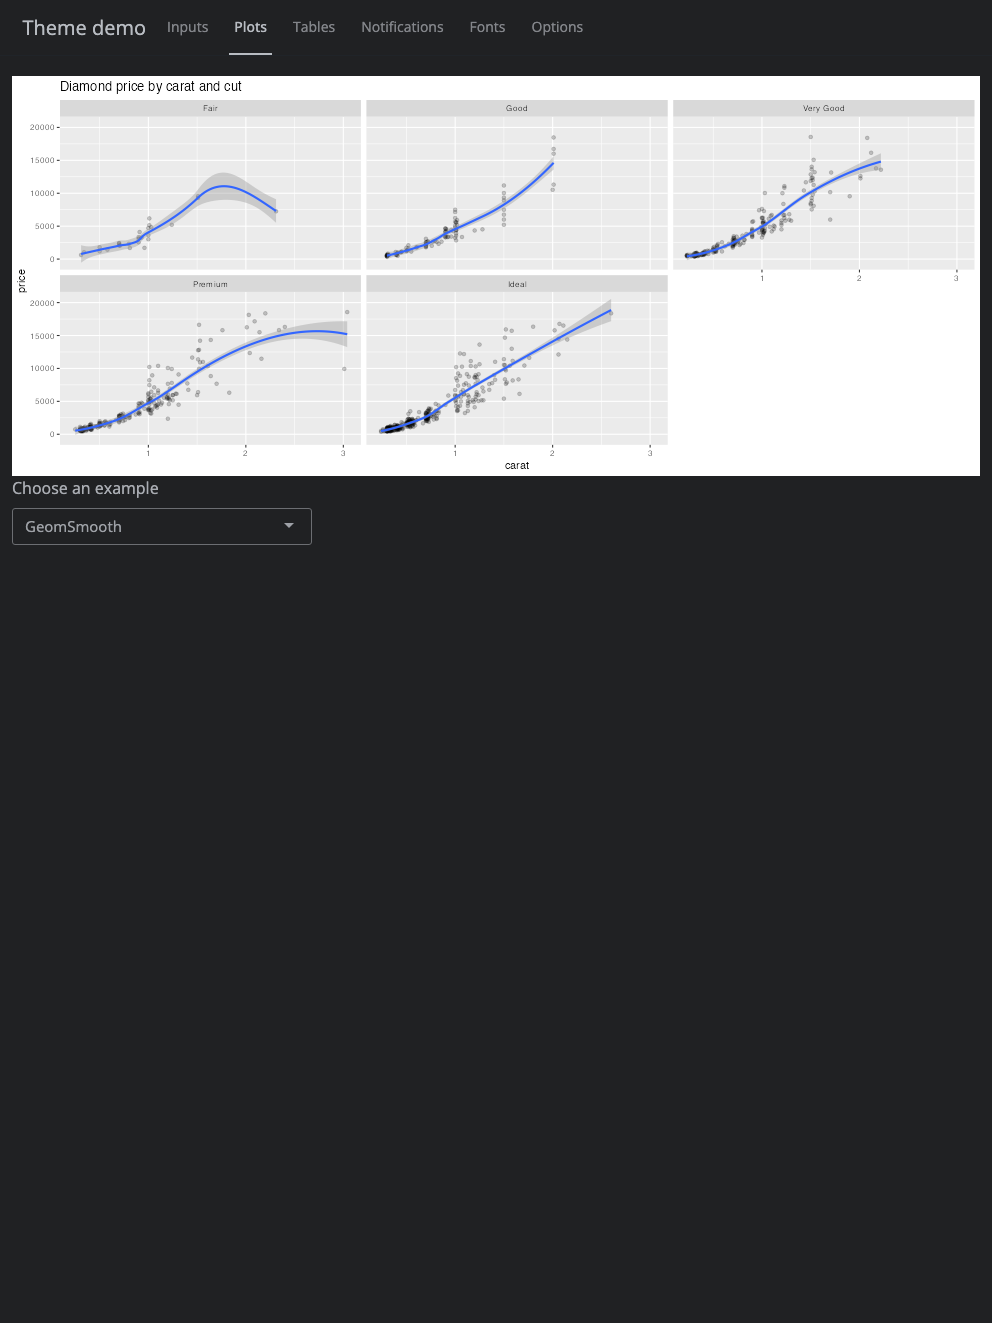 Theme demo Inputs Plots Tables Notifications Fonts Options
Diamond price by carat and cut
Fair Good Very Good
20000
15000
10000
5000
0
1 2 3
price
Premium Ideal
20000
15000
10000
5000
0
1 2 3 1 2 3
carat
Choose an example
GeomSmooth